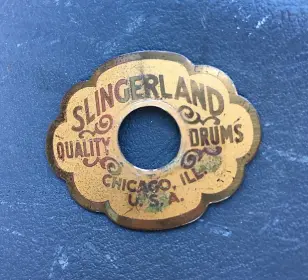 SLINGERLAND
QUALITY DRUMS
CHICAGO, ILL.
U.S.A.